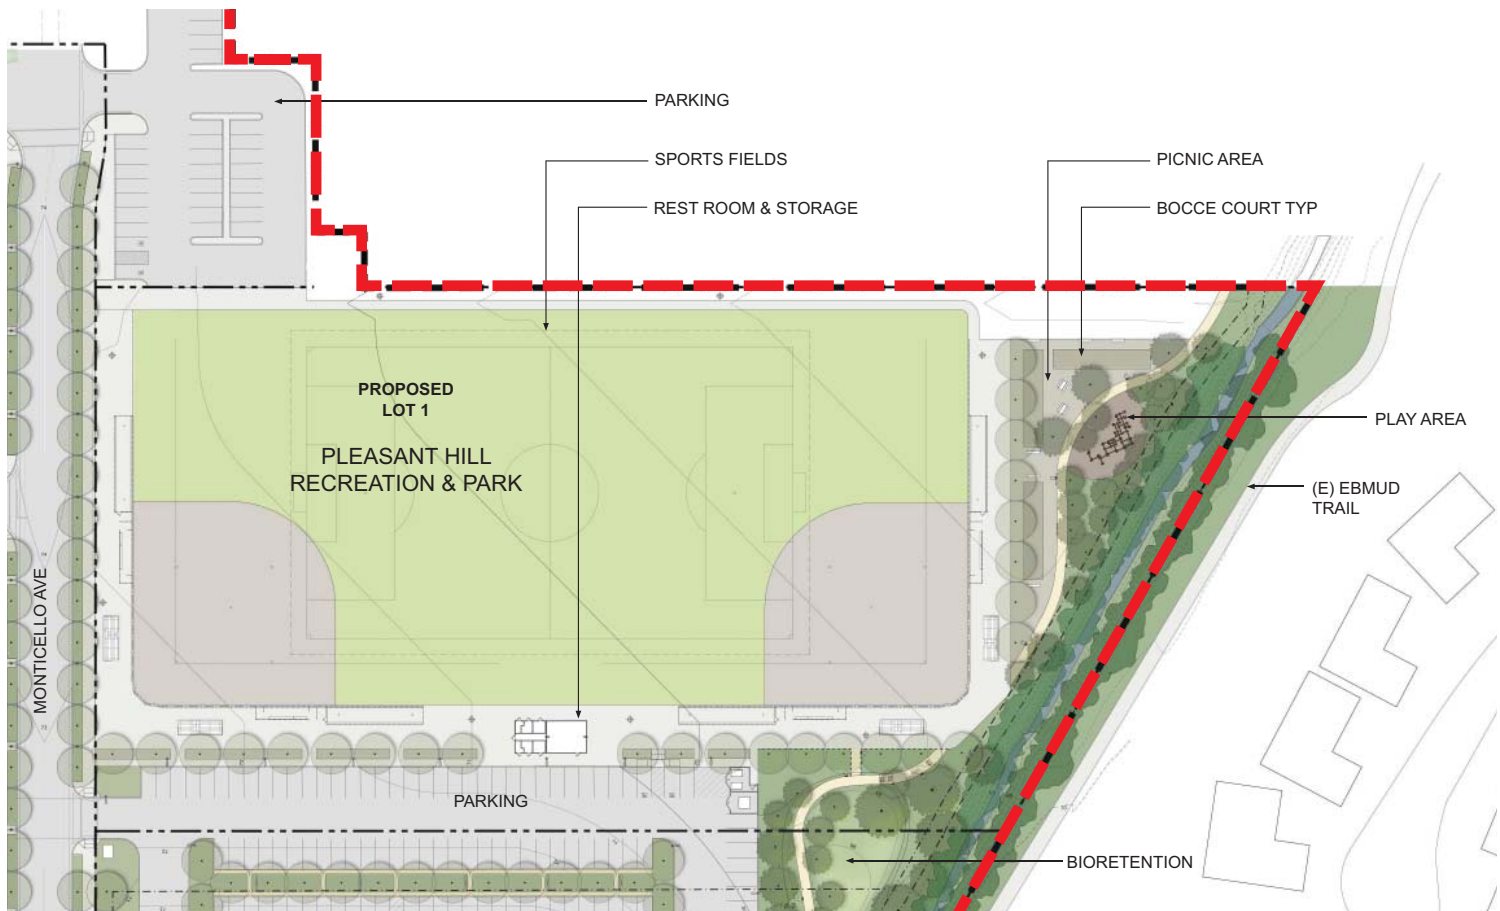 PARKING
SPORTS FIELDS
PICNIC AREA
REST ROOM & STORAGE
BOCCE COURT TYP
PROPOSED
LOT 1
PLEASANT HILL
RECREATION & PARK
PLAY AREA
(E) EBMUD
TRAIL
MONTICELLO AVE
PARKING
BIORETENTION